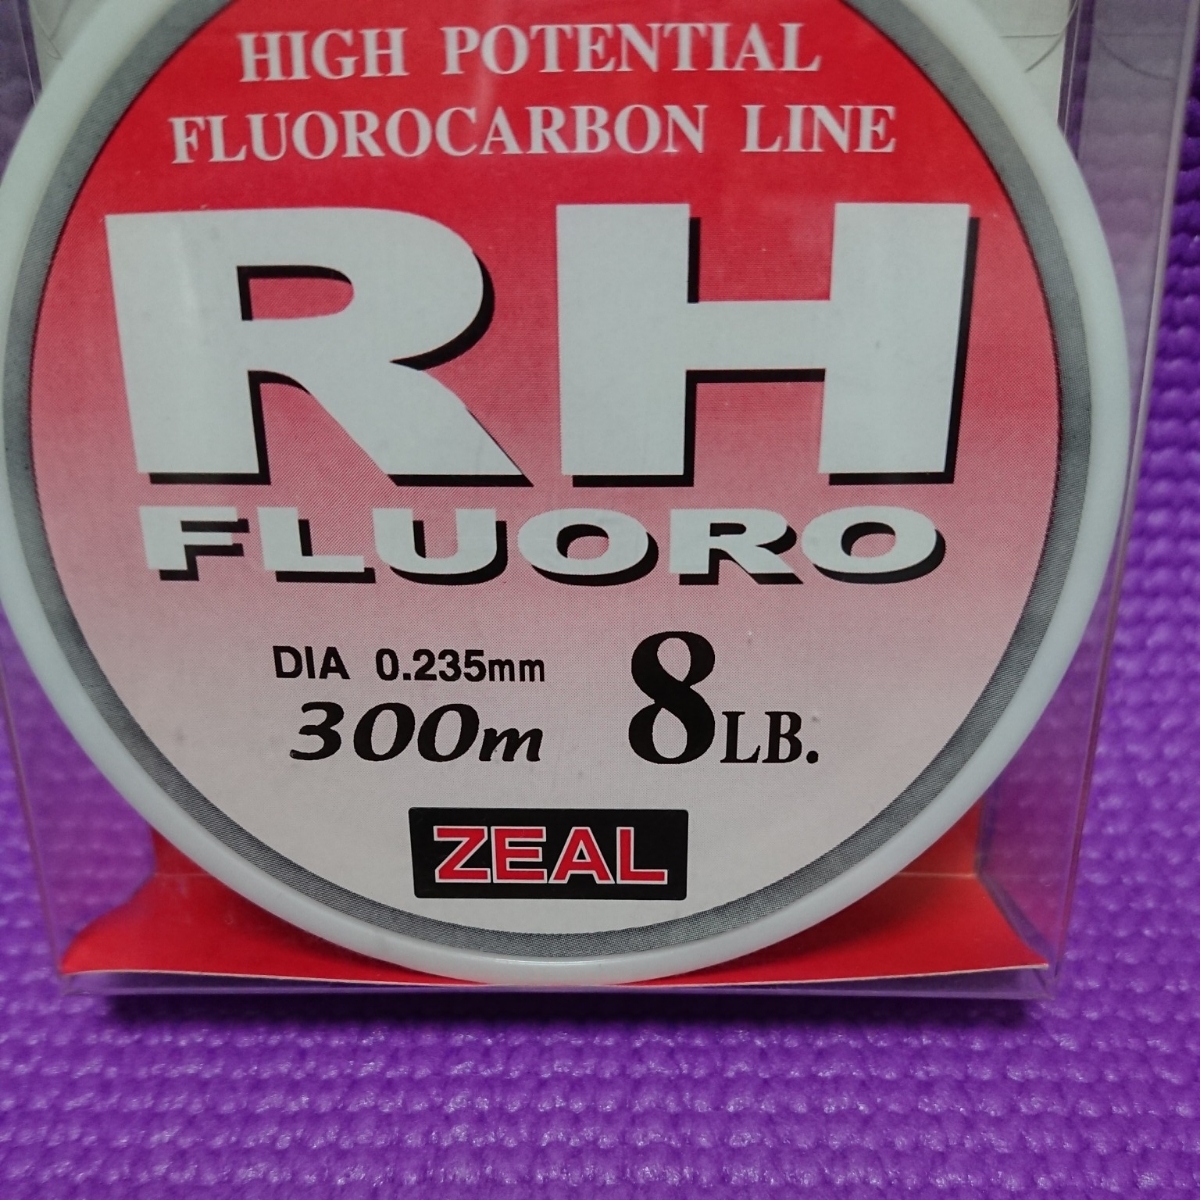 HIGH POTENTIAL
FLUOROCARBON LINE
RH
FLUORO
DIA 0.235mm
300m 8LB.
ZEAL